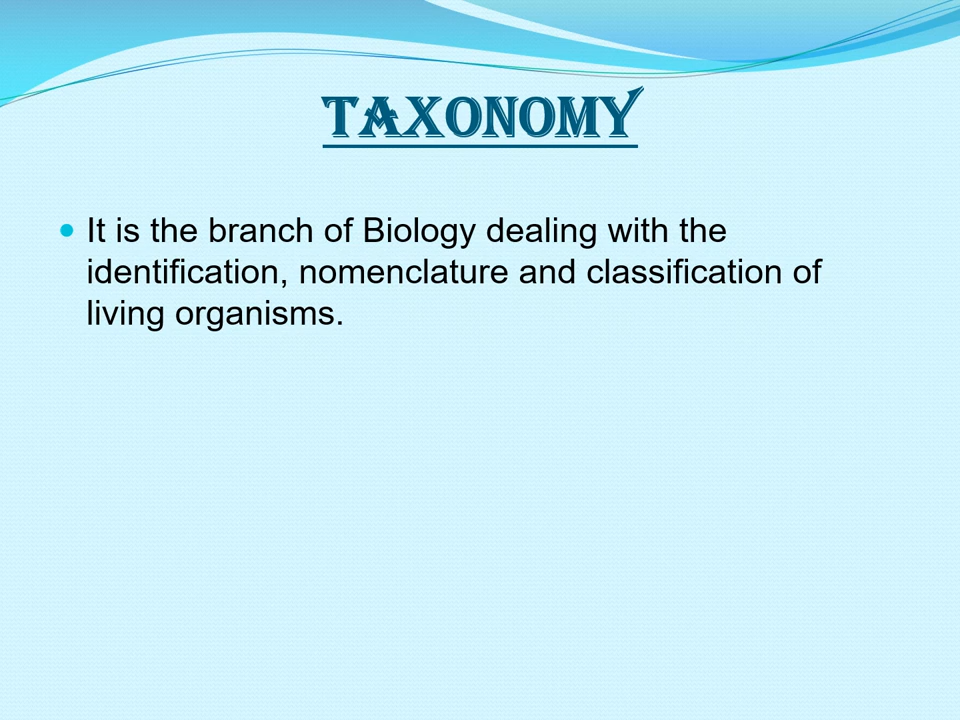 TAXONOMY
It is the branch of Biology dealing with the
identification, nomenclature and classification of
living organisms.